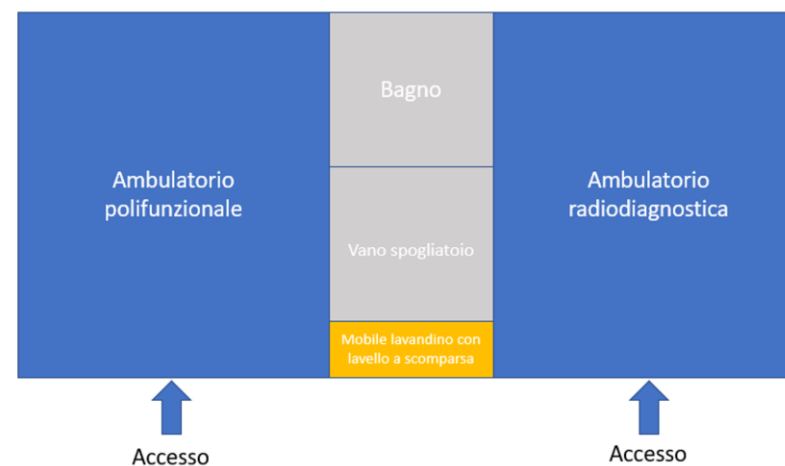 Bagno
Ambulatorio
polifunzionale
Ambulatorio
radiodiagnostica
Vano spogliatoio
Mobile lavandino con
lavello a scomparsa
Accesso
Accesso